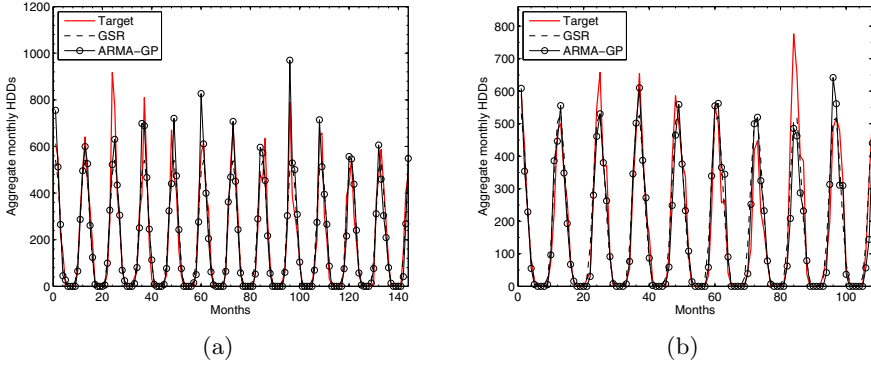 1200
1000
800
600
400
200
0
Aggregate monthly HDDs
Target
GSR
ARMA-GP
0 20 40 60 80 100 120 140
Months
(a)
800
700
600
500
400
300
200
100
0
Aggregate monthly HDDs
Target
GSR
ARMA-GP
0 20 40 60 80 100
Months
(b)